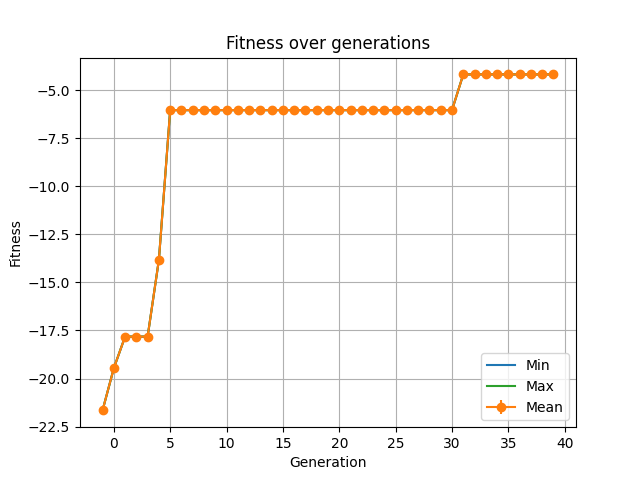 Fitness over generations
−5.0
−7.5
−10.0
−12.5
−15.0
−17.5
−20.0
−22.5
Fitness
0 5 10 15 20 25 30 35 40
Generation
Min
Max
Mean